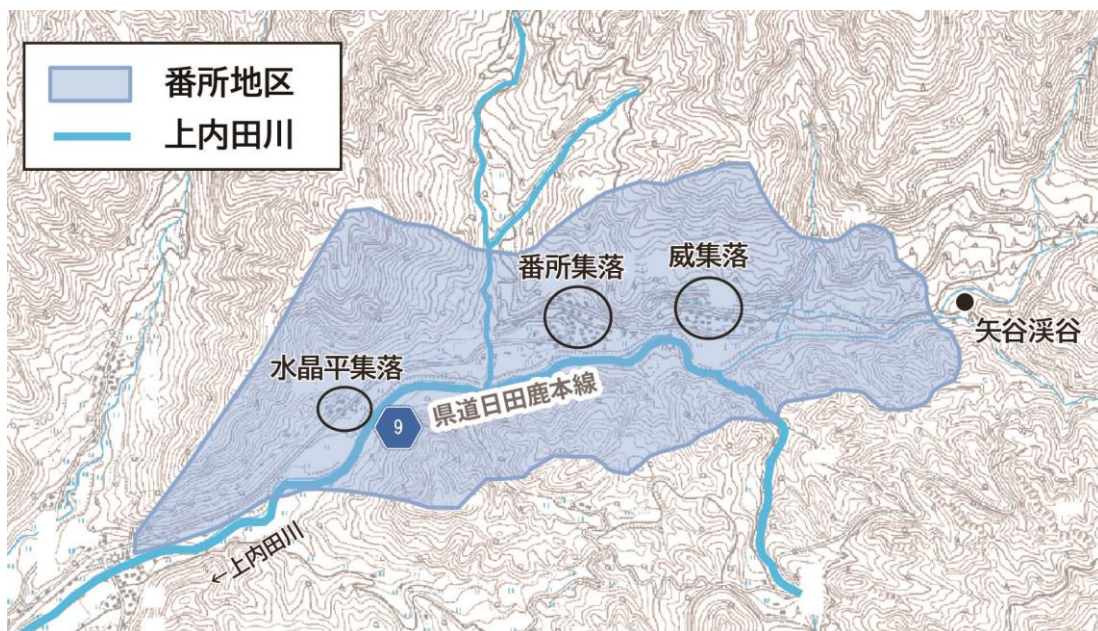 番所地区
上内田川
番所集落
威集落
矢谷渓谷
水晶平集落
県道日田鹿本線
9
←上内田川